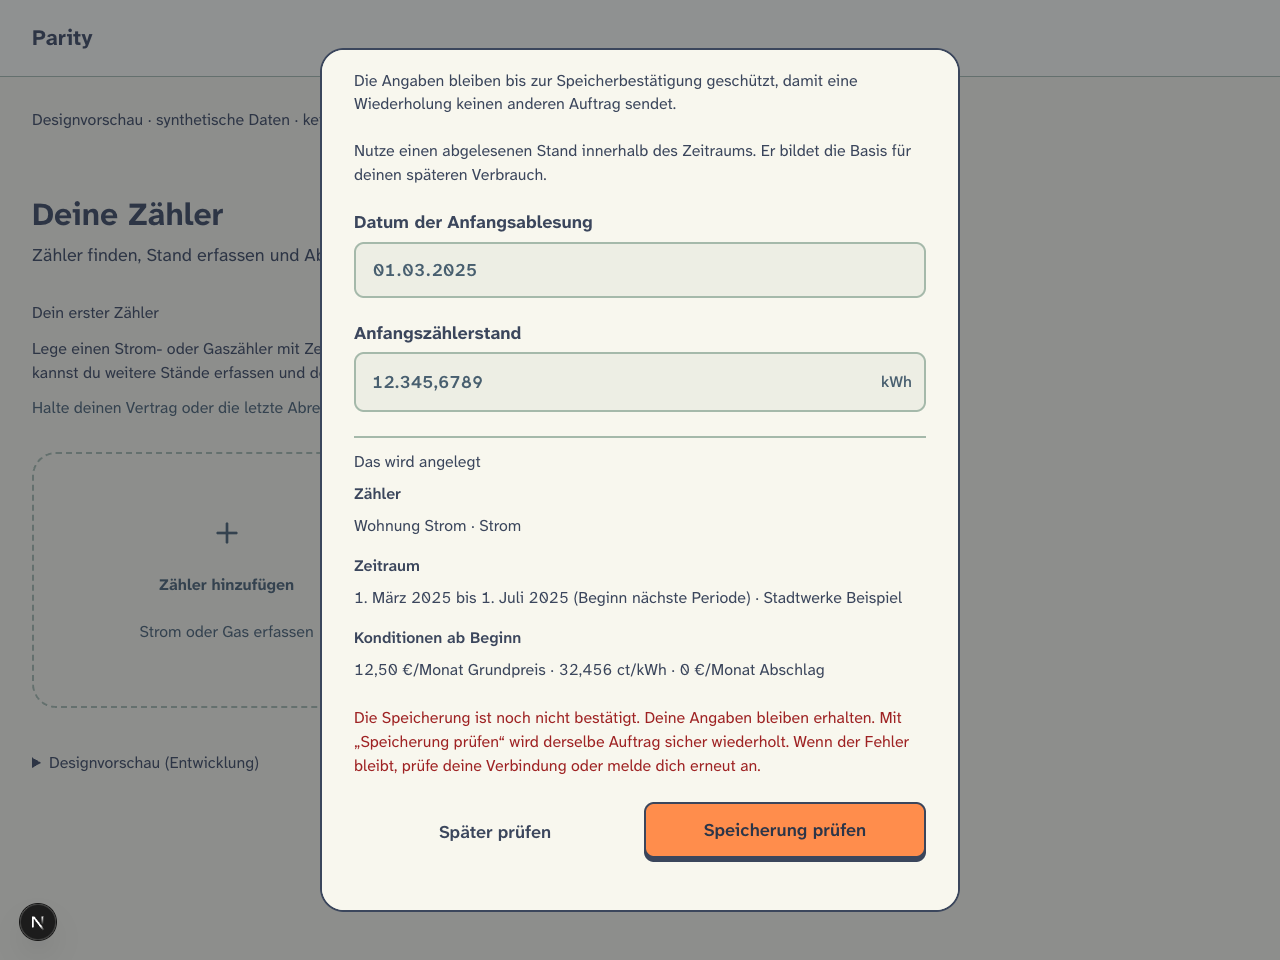 Parity
Designvorschau · synthetische Daten · 
Deine Zähler
Zähler finden, Stand erfassen und
Dein erster Zähler
Lege einen Strom- oder Gaszähler mit
kannst du weitere Stände erfassen und
Halte deinen Vertrag oder die letzte
+
Zähler hinzufügen
Strom oder Gas erfassen
Designvorschau (Entwicklung)
N
Die Angaben bleiben bis zur Speicherbestätigung geschützt, damit eine
Wiederholung keinen anderen Auftrag sendet.
Nutze einen abgelesenen Stand innerhalb des Zeitraums. Er bildet die Basis für
deinen späteren Verbrauch.
Datum der Anfangsablesung
01.03.2025
Anfangszählerstand
12.345,6789 kWh
Das wird angelegt
Zähler
Wohnung Strom · Strom
Zeitraum
1. März 2025 bis 1. Juli 2025 (Beginn nächste Periode) · Stadtwerke Beispiel
Konditionen ab Beginn
12,50 €/Monat Grundpreis · 32,456 ct/kWh · 0 €/Monat Abschlag
Die Speicherung ist noch nicht bestätigt. Deine Angaben bleiben erhalten. Mit
„Speicherung prüfen“ wird derselbe Auftrag sicher wiederholt. Wenn der Fehler
bleibt, prüfe deine Verbindung oder melde dich erneut an.
Später prüfen
Speicherung prüfen